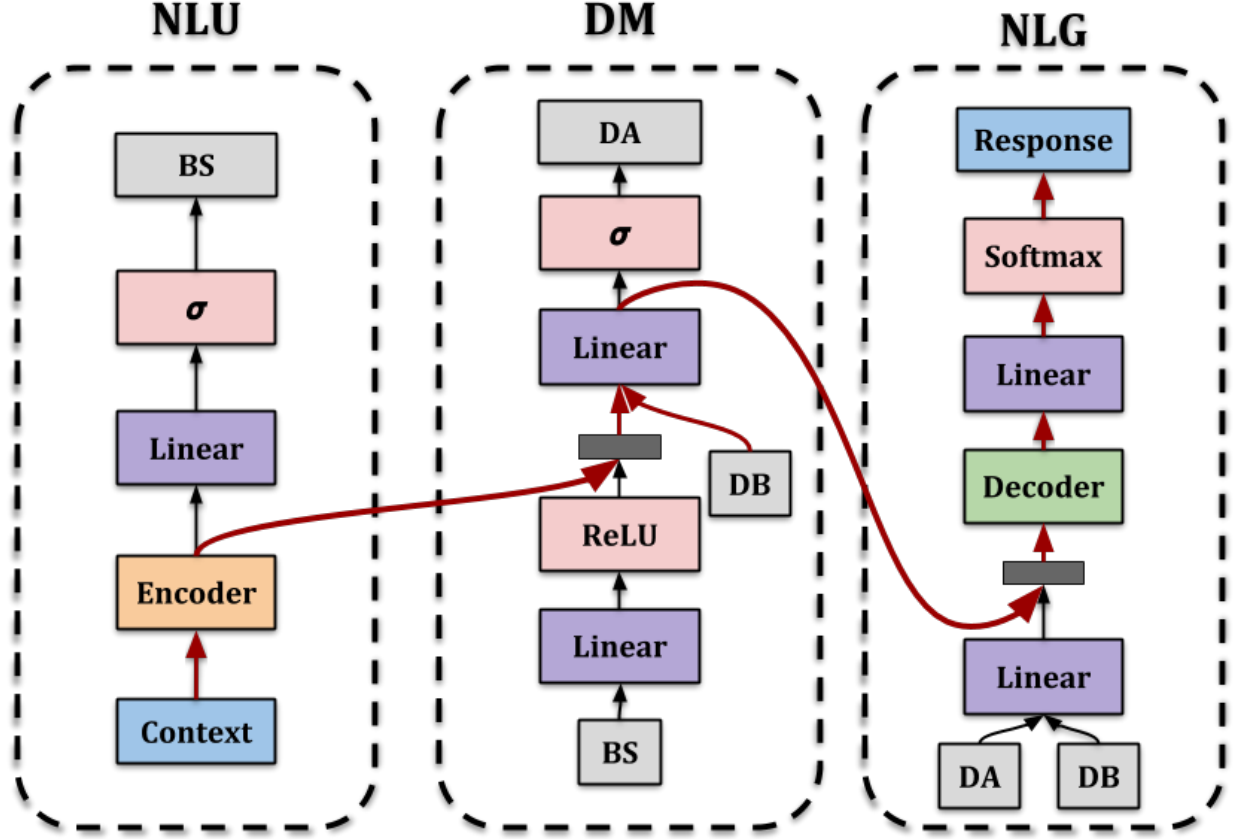 NLU
BS
σ
Linear
Encoder
Context
DM
DA
σ
Linear
DB
ReLU
Linear
BS
NLG
Response
Softmax
Linear
Decoder
Linear
DA
DB